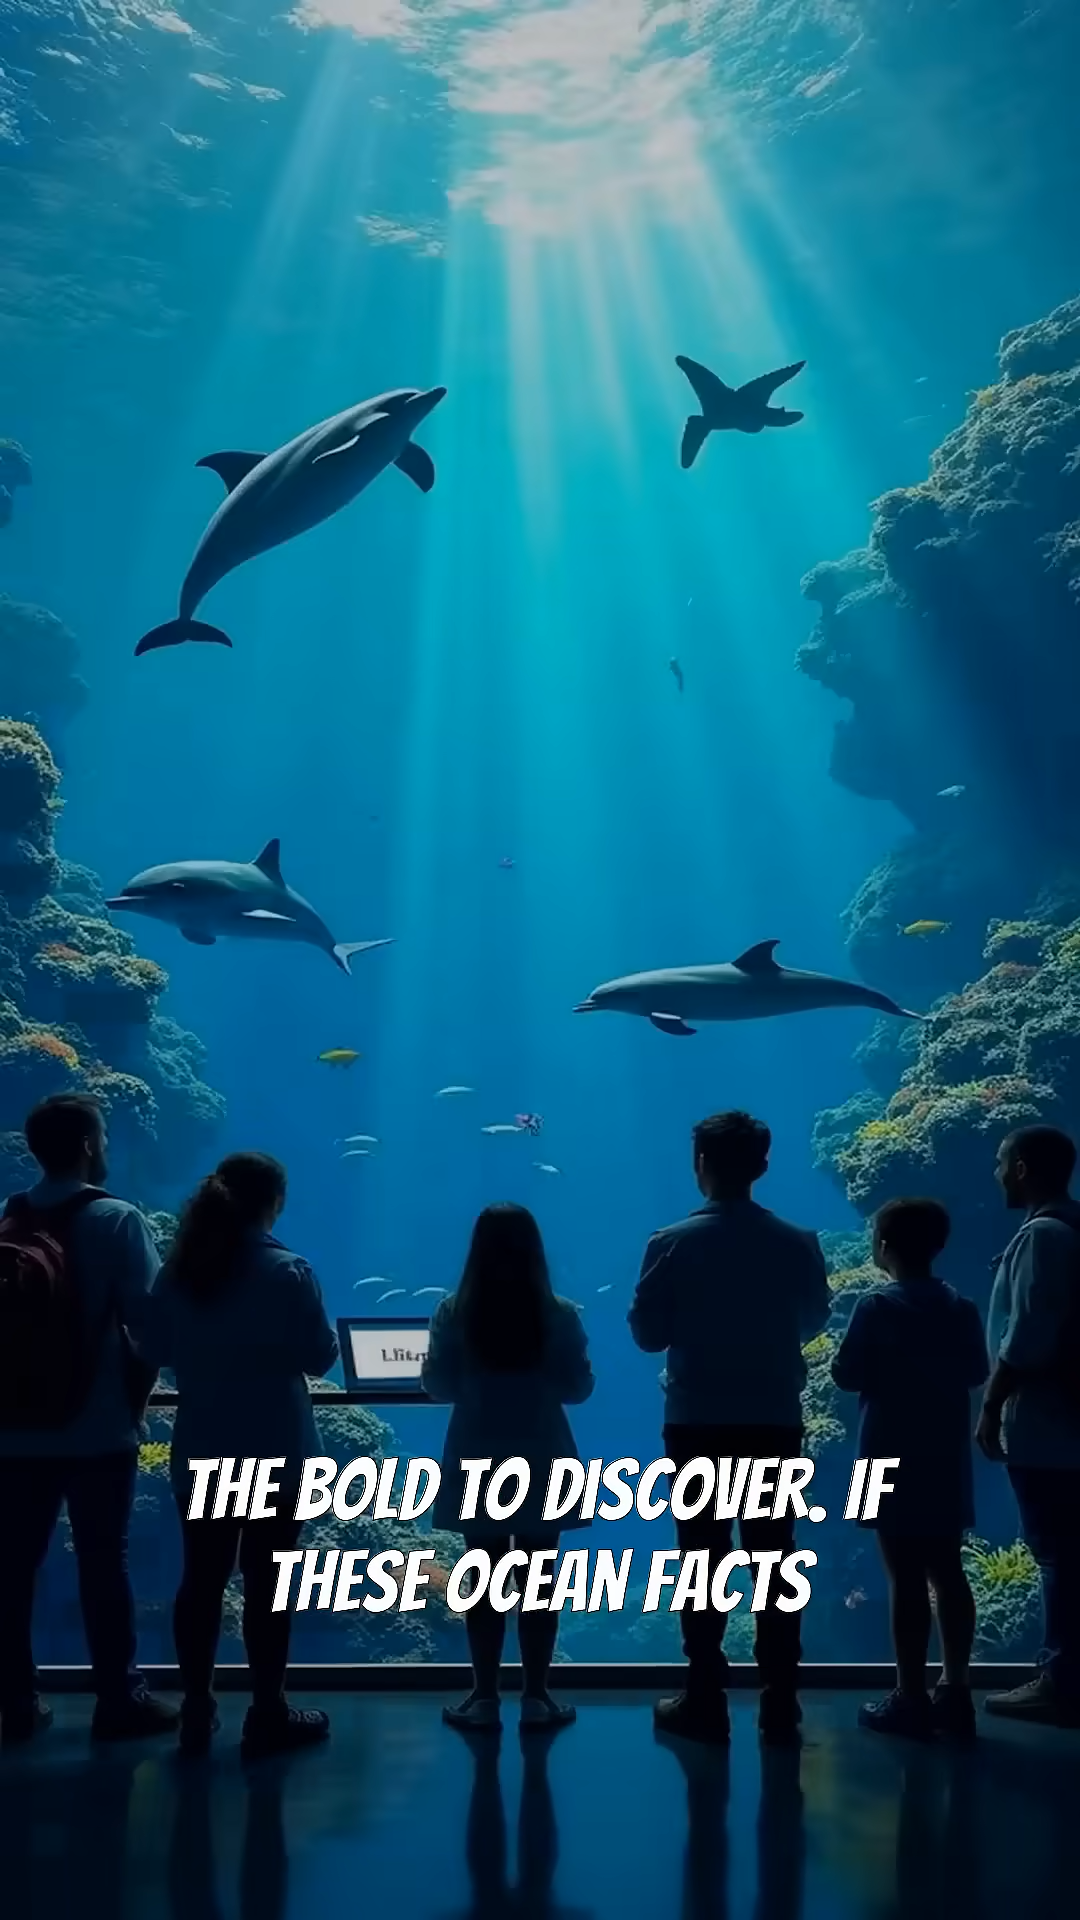 THE BOLD TO DISCOVER. IF
THESE OCEAN FACTS